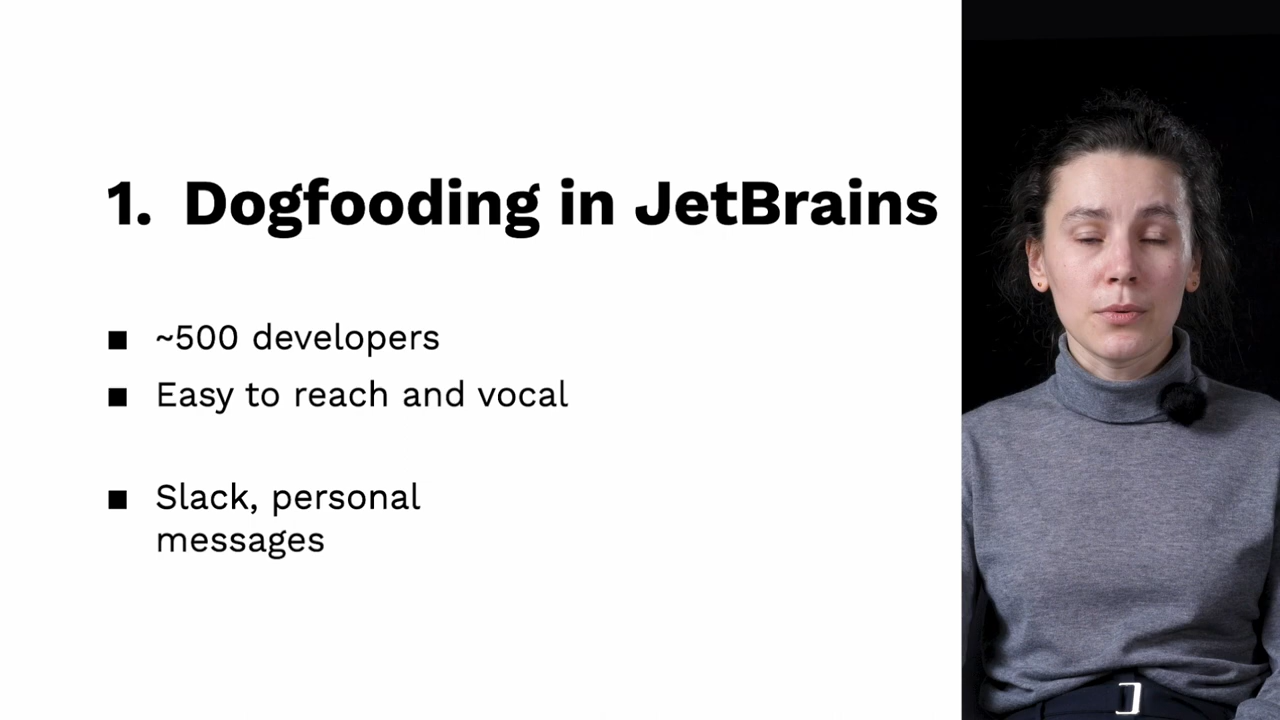 1. Dogfooding in JetBrains
~500 developers
Easy to reach and vocal
Slack, personal
messages